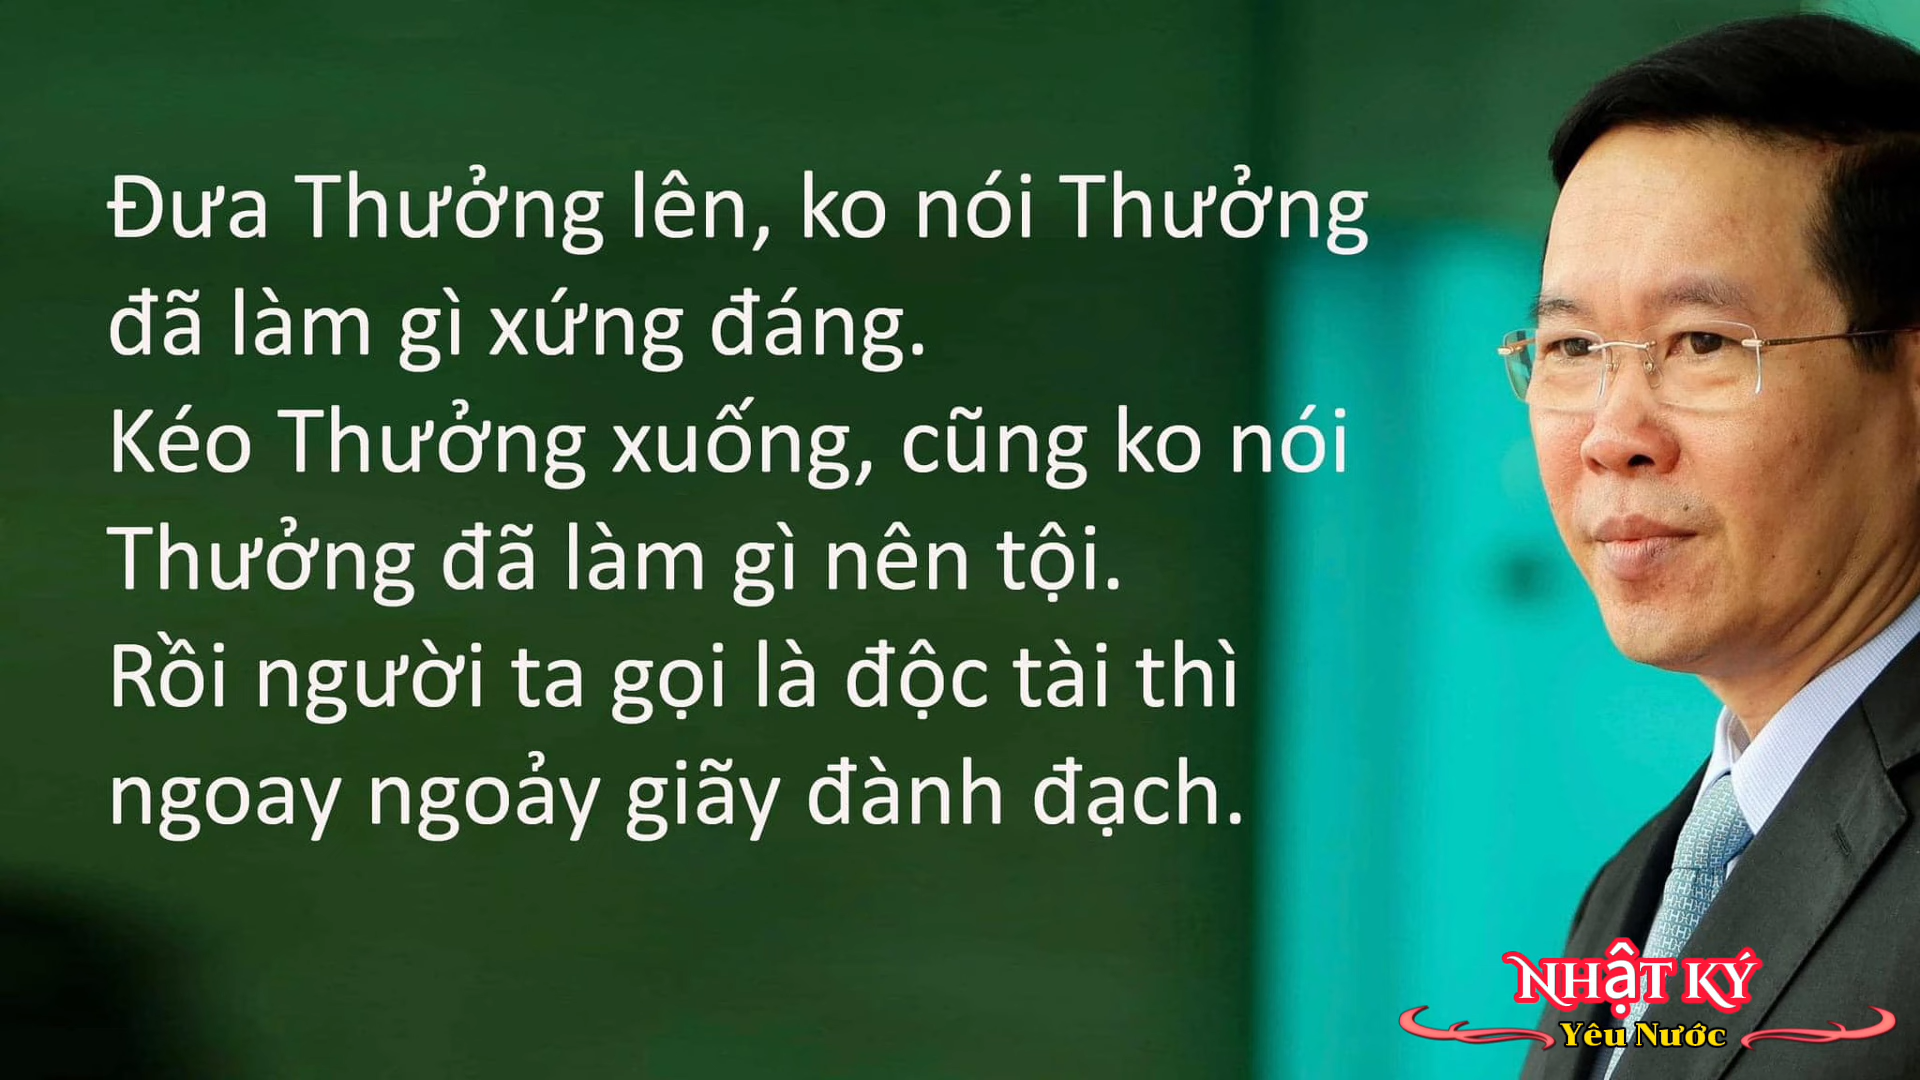 Đưa Thưởng lên, ko nói Thưởng
đã làm gì xứng đáng.
Kéo Thưởng xuống, cũng ko nói
Thưởng đã làm gì nên tội.
Rồi người ta gọi là độc tài thì
ngoay ngoảy giãy đành đạch.
NHẬT KÝ
Yêu Nước